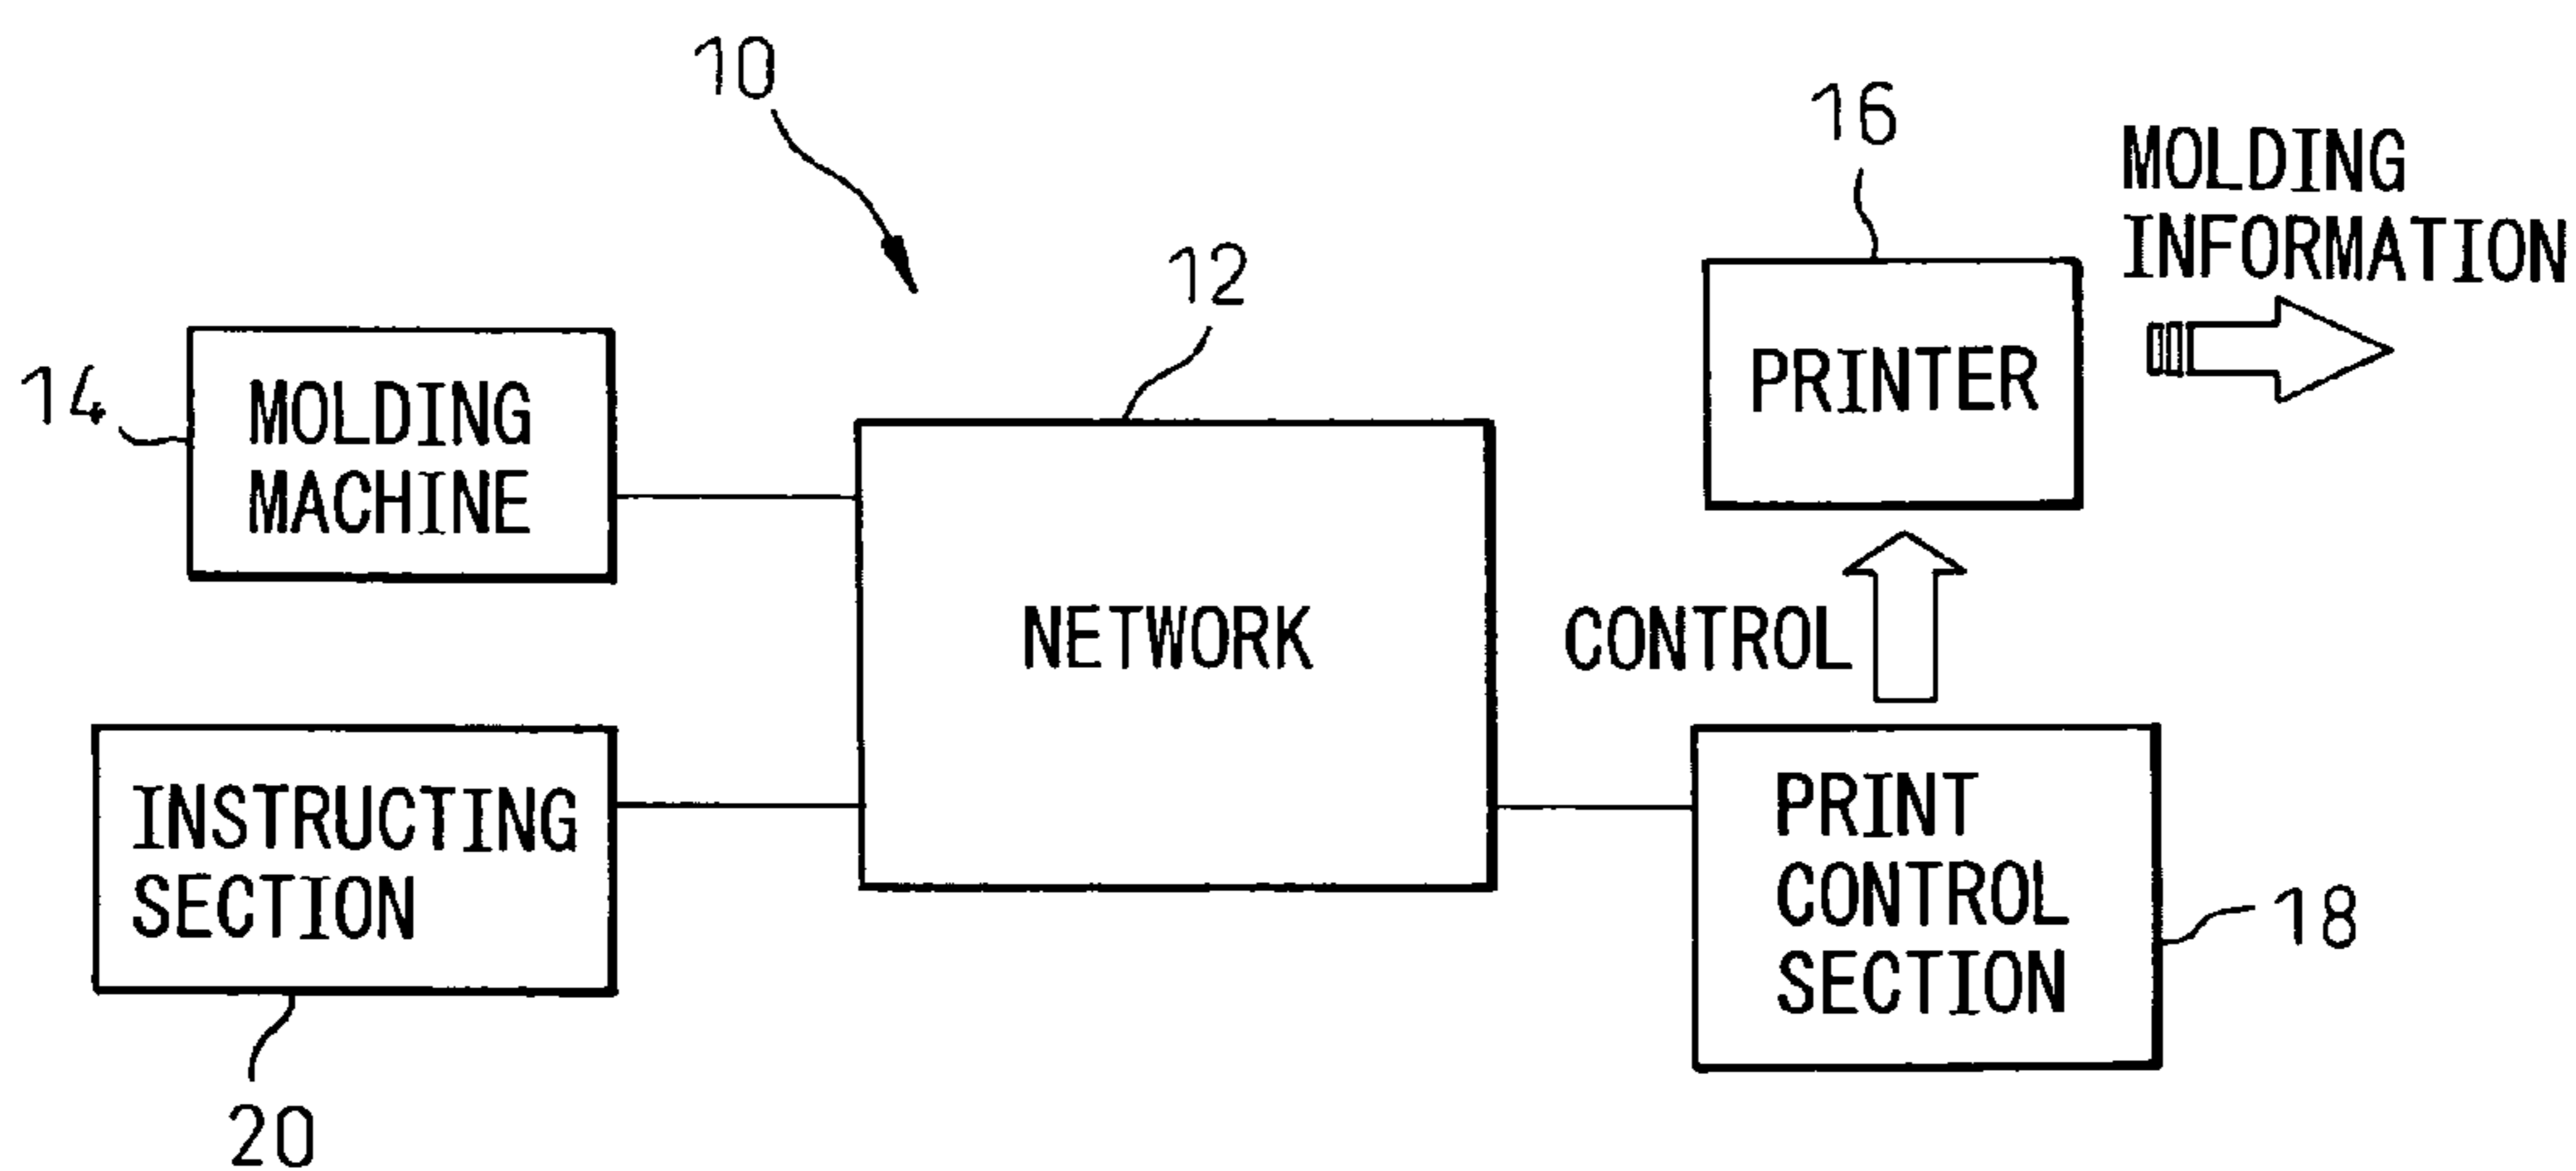 10
16
MOLDING
INFORMATION
12
14
MOLDING
MACHINE
PRINTER
NETWORK
CONTROL
INSTRUCTING
SECTION
PRINT
CONTROL
SECTION
18
20